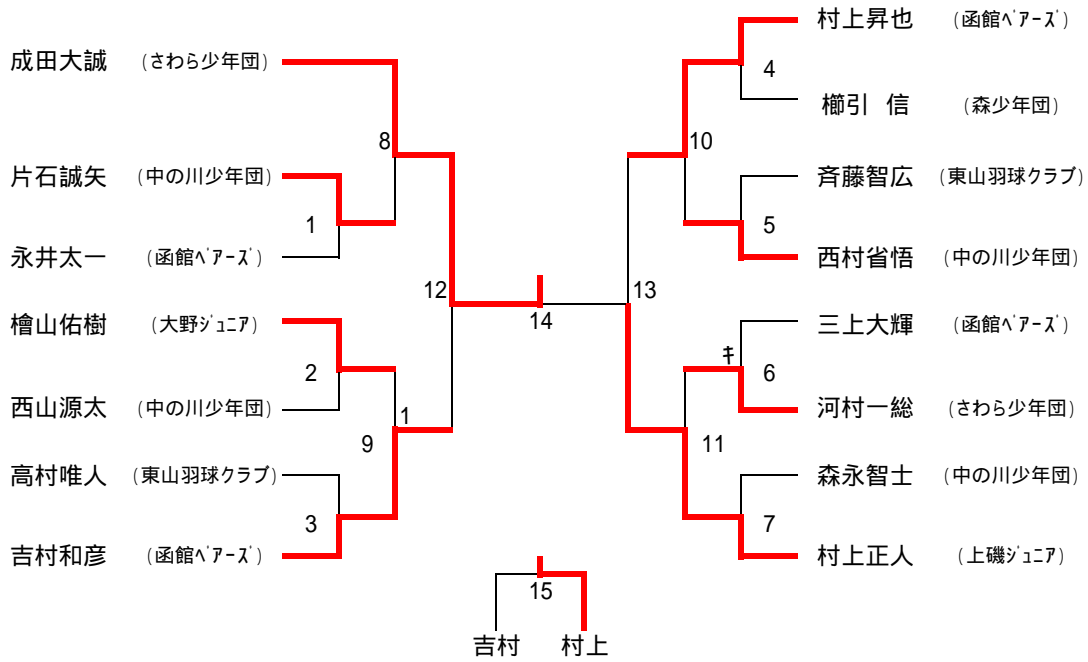 成田大誠 (さわら少年団)
8
片石誠矢 (中の川少年団)
1
永井太一 (函館ﾍﾞｱｰｽﾞ)
12
檜山佑樹 (大野ｼﾞｭﾆｱ)
2
西山源太 (中の川少年団)
1
9
高村唯人 (東山羽球クラブ)
3
吉村和彦 (函館ﾍﾞｱｰｽﾞ)
14
村上昇也 (函館ﾍﾞｱｰｽﾞ)
4
櫛引 信 (森少年団)
10
斉藤智広 (東山羽球クラブ)
5
西村省悟 (中の川少年団)
13
三上大輝 (函館ﾍﾞｱｰｽﾞ)
ｷ
6
河村一総 (さわら少年団)
11
森永智士 (中の川少年団)
7
村上正人 (上磯ｼﾞｭﾆｱ)
15
吉村 村上